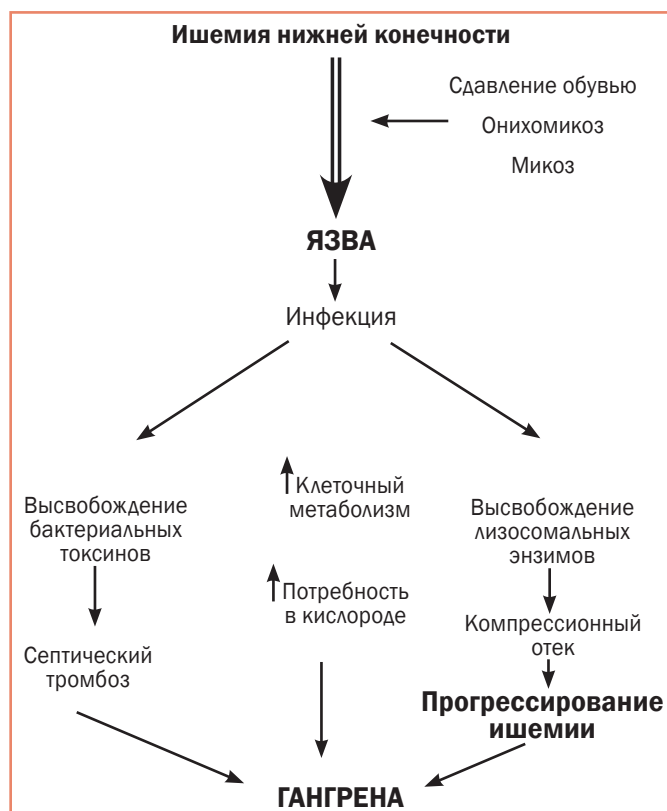 Ишемия нижней конечности
Сдавление обувью
Онихомикоз
Микоз
ЯЗВА
Инфекция
Высвобождение
бактериальных
токсинов
Септический
тромбоз
Клеточный
метаболизм
Потребность
в кислороде
Высвобождение
лизосомальных
энзимов
Компрессионный
отек
Прогрессирование
ишемии
ГАНГРЕНА